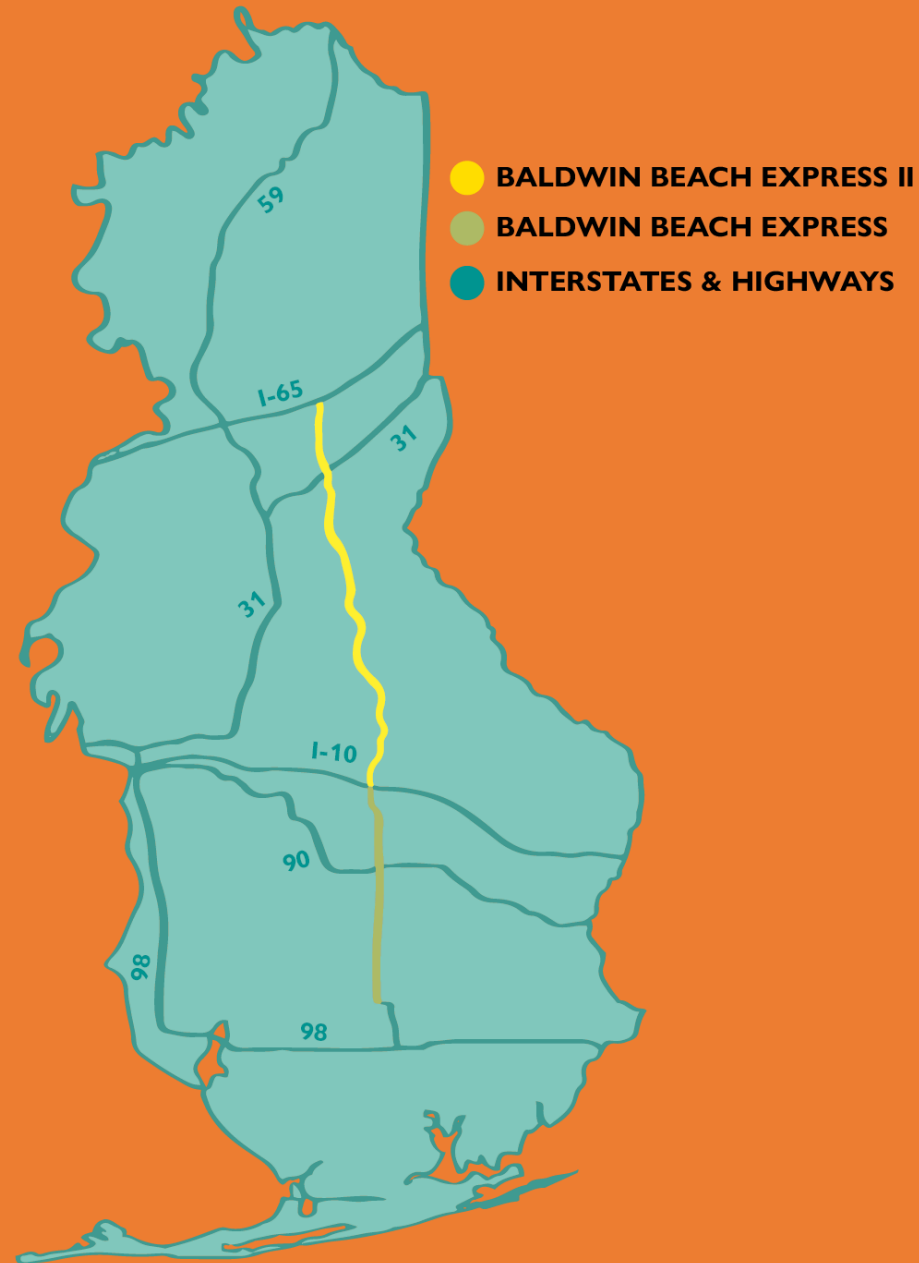 BALDWIN BEACH EXPRESS II
BALDWIN BEACH EXPRESS
INTERSTATES & HIGHWAYS
59
I-65
31
31
I-10
90
98
98